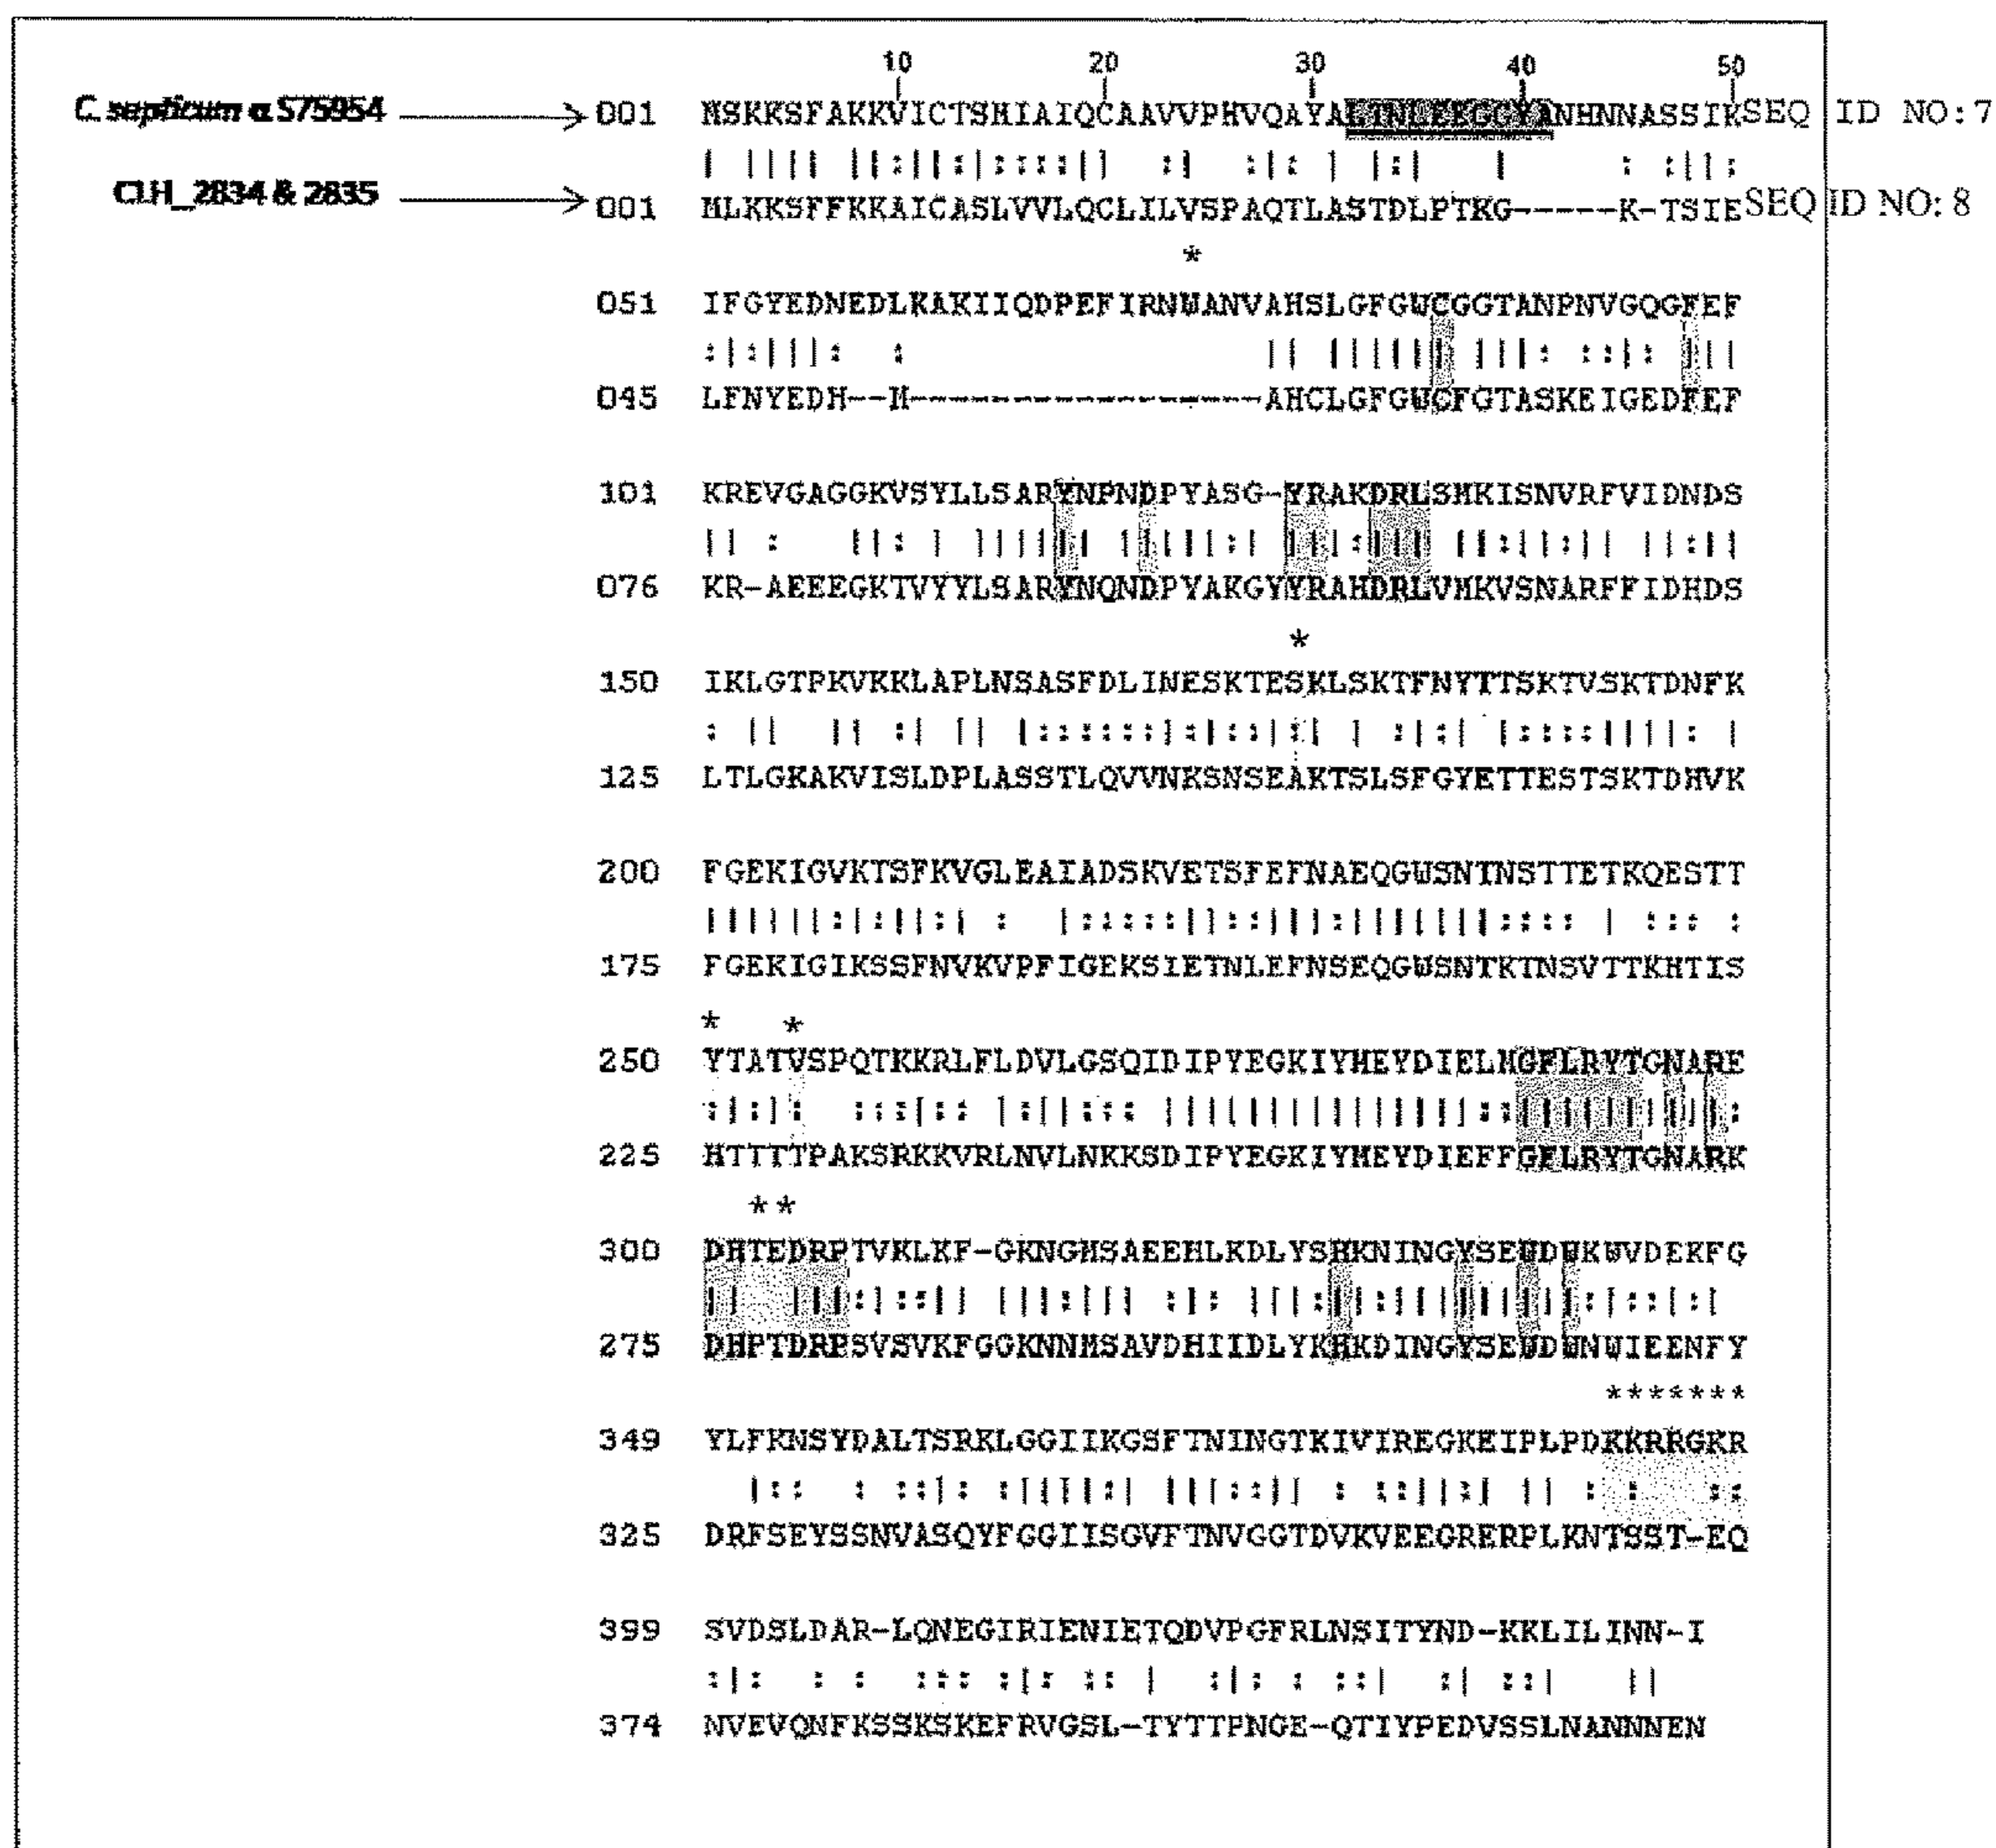 10 20 30 40 50
C. septicum α S75954 001 MSKKSFAKKVICTSMIAIQCAAVVPHVQAYALTNLEEGGYANHNNASSIK SEQ ID NO:7
CLH_2834 & 2835 001 MLKKSFFKKAICASLVVLQCLILVSPAQTLASTDLPTKG-----K-TSIE SEQ ID NO: 8
*
051 IFGYEDNEDLKAKIIQDPEFIRNWANVAHSLGFGWCGGTANPNVGQGFEF
045 LFNYEDH--M-----------------AHCLGFGWCFGTASKEIGEDFEF
101 KREVGAGGKVSYLLSARYNPNDPYASG-YRAKDRLSMKISNVRFVIDNDS
076 KR-AEEEGKTVYYLSARYNQNDPYAKGYYRAHDRLVMKVSNARFFIDHDS
*
150 IKLGTPKVKKLAPLNSASFDLINESKTESKLSKTFNYTTSKTVSKTDNFK
125 LTLGKAKVISLDPLASSTLQVVNKSNSEAKTSLSFGYETTESTSKTDHVK
200 FGEKIGVKTSFKVGLEAIADSKVETSFEFNAEQGWSNTNSTTETKQESTT
175 FGEKIGIKSSFNVKVPFIGEKSIETNLEFNSEQGWSNTKTNSVTTKHTIS
* *
250 YTATVSPQTKKRLFLDVLGSQIDIPYEGKIYMEYDIELMGFLRYTGNARE
225 HTTTTPAKSRKKVRLNVLNKKSDIPYEGKIYMEYDIEFFGFLRYTGNARK
**
300 DHTEDRPTVKLKF-GKNGMSAEEHLKDLYSHKNINGYSEWDWKWVDEKFG
275 DHPTDRPSVSVKFGGKNNMSAVDHIIDLYKHKDINGYSEWDWNWIEENFY
*******
349 YLFKNSYDALTSRKLGGIIKGSFTNINGTKIVIREGKEIPLPDKKRRGKR
325 DRFSEYSSNVASQYFGGIISGVFTNVGGTDVKVEEGRERPLKNTSST-EQ
399 SVDSLDAR-LQNEGIRIENIETQDVPGFRLNSITYND-KKLILINN-I
374 NVEVQNFKSSKSKEFRVGSL-TYTTPNGE-QTIYPEDVSSLNANNNEN